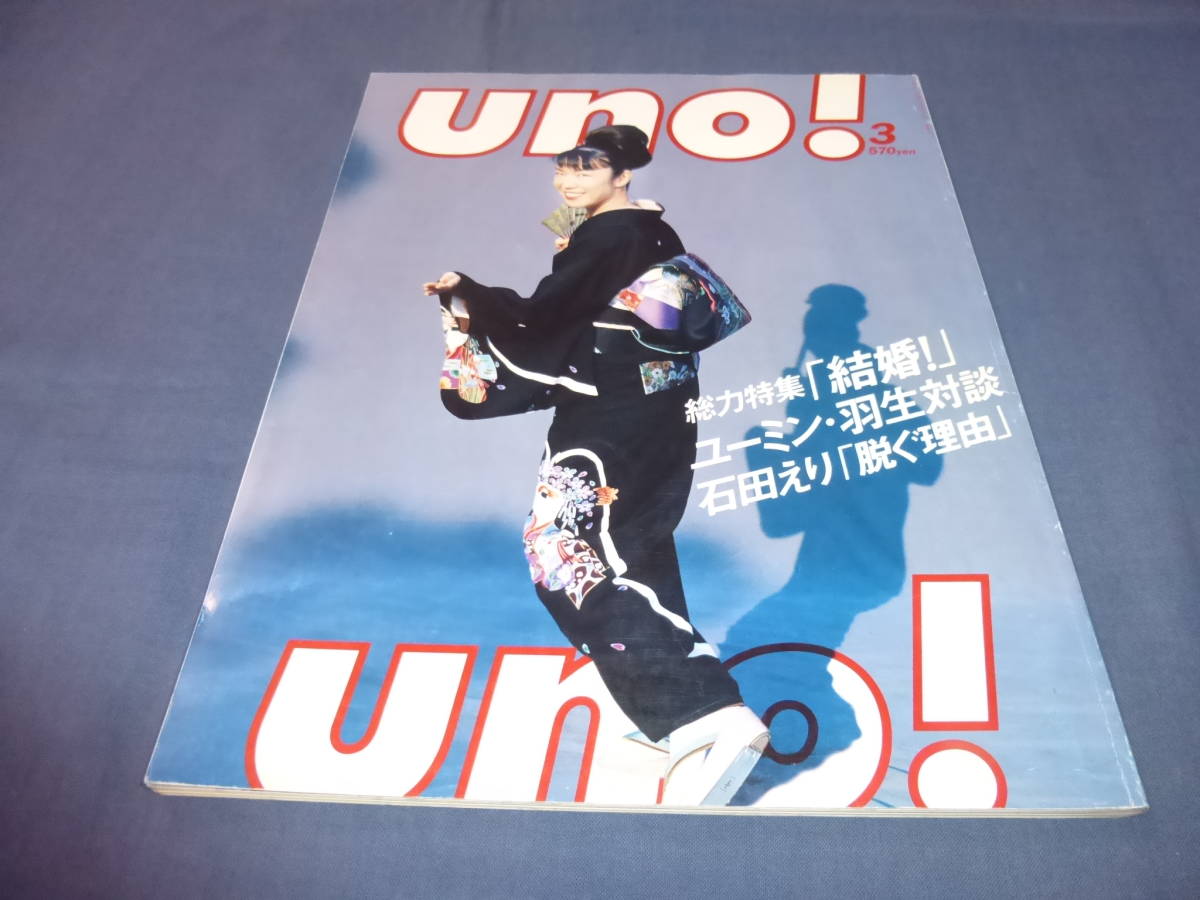 uno!
3
570yen
総力特集「結婚!」
ユーミン・羽生対談
石田えり「脱ぐ理由」
uno!